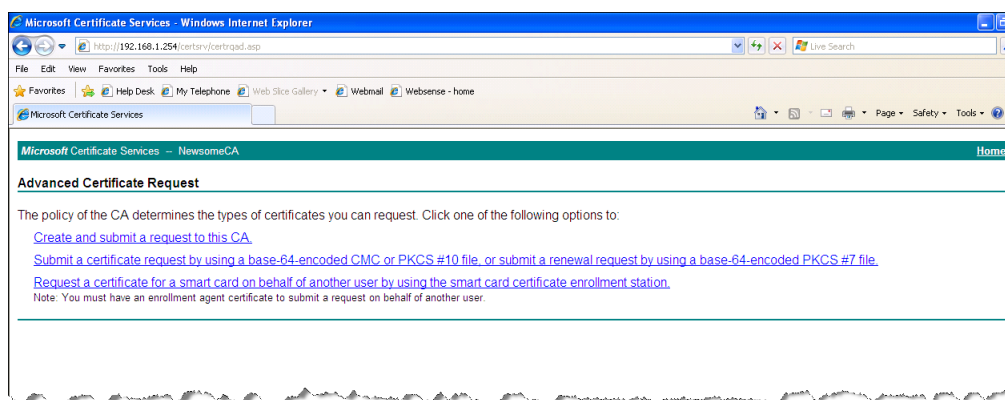 Microsoft Certificate Services - Windows Internet Explorer
http://192.168.1.254/certsrv/certrqad.asp
Live Search
File Edit View Favorites Tools Help
Favorites Help Desk My Telephone Web Slice Gallery Webmail Websense - home
Microsoft Certificate Services
Page Safety Tools
Microsoft Certificate Services -- NewsomeCA
Home
Advanced Certificate Request
The policy of the CA determines the types of certificates you can request. Click one of the following options to:
Create and submit a request to this CA.
Submit a certificate request by using a base-64-encoded CMC or PKCS #10 file, or submit a renewal request by using a base-64-encoded PKCS #7 file.
Request a certificate for a smart card on behalf of another user by using the smart card certificate enrollment station.
Note: You must have an enrollment agent certificate to submit a request on behalf of another user.